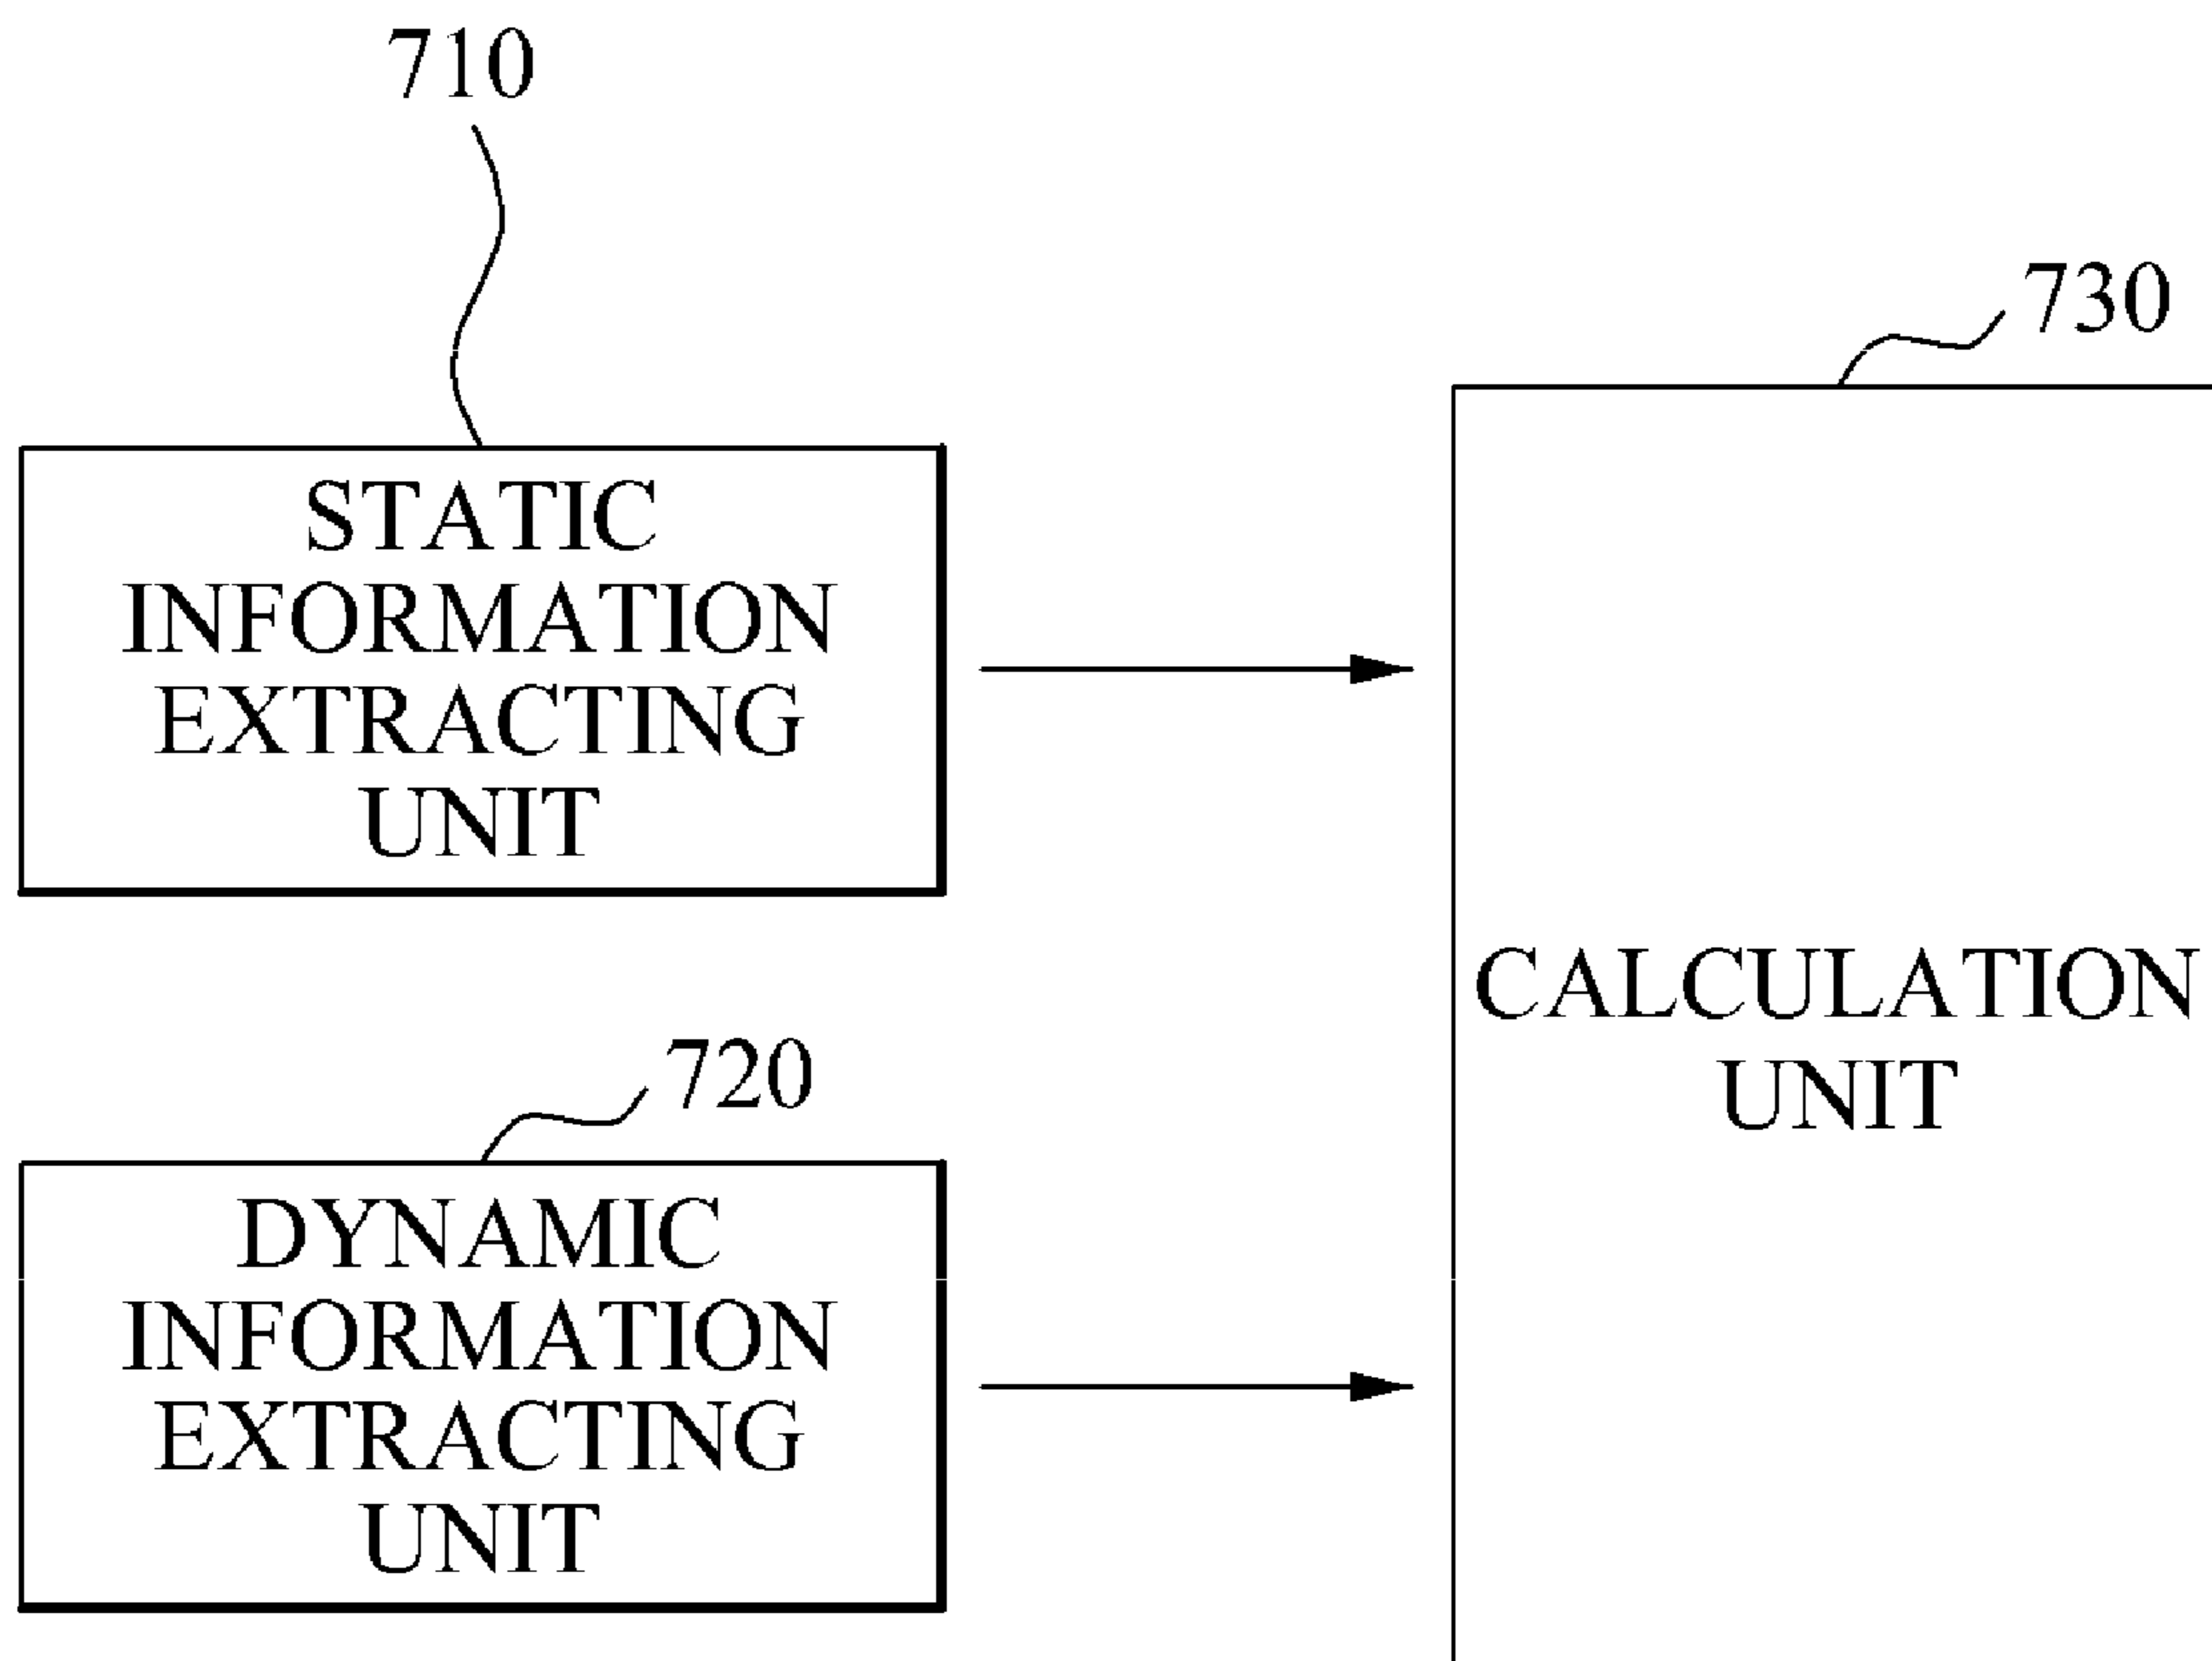 710
STATIC
INFORMATION
EXTRACTING
UNIT
730
CALCULATION
UNIT
720
DYNAMIC
INFORMATION
EXTRACTING
UNIT